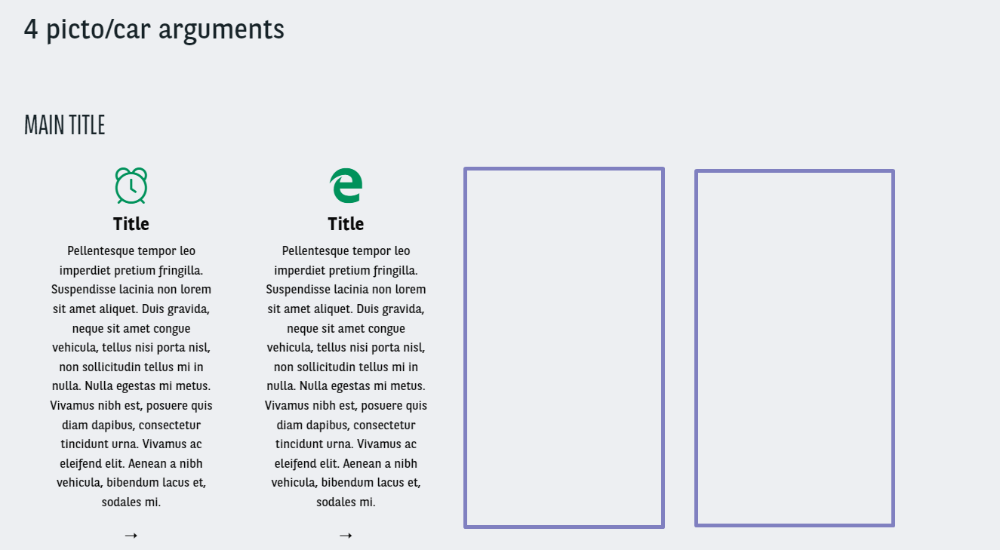 4 picto/car arguments
MAIN TITLE
Title
Pellentesque tempor leo
imperdiet pretium fringilla.
Suspendisse lacinia non lorem
sit amet aliquet. Duis gravida,
neque sit amet congue
vehicula, tellus nisi porta nisl,
non sollicitudin tellus mi in
nulla. Nulla egestas mi metus.
Vivamus nibh est, posuere quis
diam dapibus, consectetur
tincidunt urna. Vivamus ac
eleifend elit. Aenean a nibh
vehicula, bibendum lacus et,
sodales mi.
→
Title
Pellentesque tempor leo
imperdiet pretium fringilla.
Suspendisse lacinia non lorem
sit amet aliquet. Duis gravida,
neque sit amet congue
vehicula, tellus nisi porta nisl,
non sollicitudin tellus mi in
nulla. Nulla egestas mi metus.
Vivamus nibh est, posuere quis
diam dapibus, consectetur
tincidunt urna. Vivamus ac
eleifend elit. Aenean a nibh
vehicula, bibendum lacus et,
sodales mi.
→